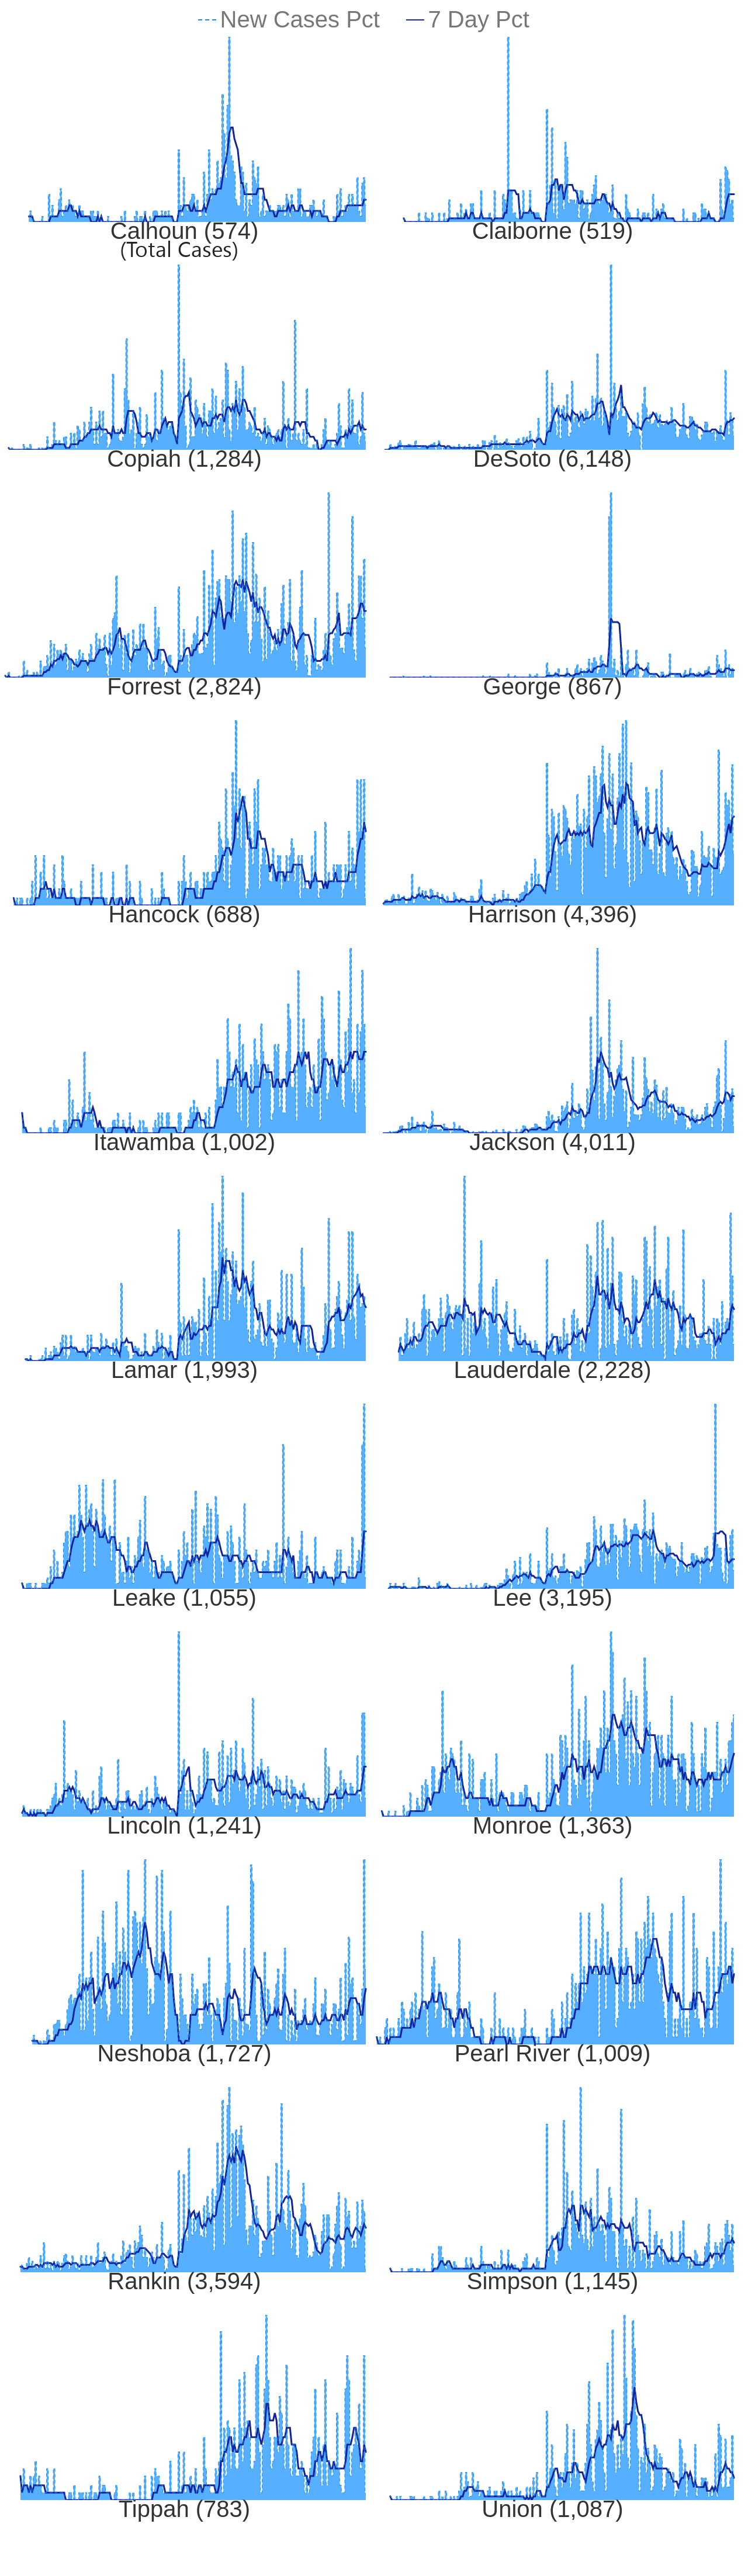 New Cases Pct 7 Day Pct
Calhoun (574) Claiborne (519)
(Total Cases)
Copiah (1,284) DeSoto (6,148)
Forrest (2,824) George (867)
Hancock (688) Harrison (4,396)
Itawamba (1,002) Jackson (4,011)
Lamar (1,993) Lauderdale (2,228)
Leake (1,055) Lee (3,195)
Lincoln (1,241) Monroe (1,363)
Neshoba (1,727) Pearl River (1,009)
Rankin (3,594) Simpson (1,145)
Tippah (783) Union (1,087)